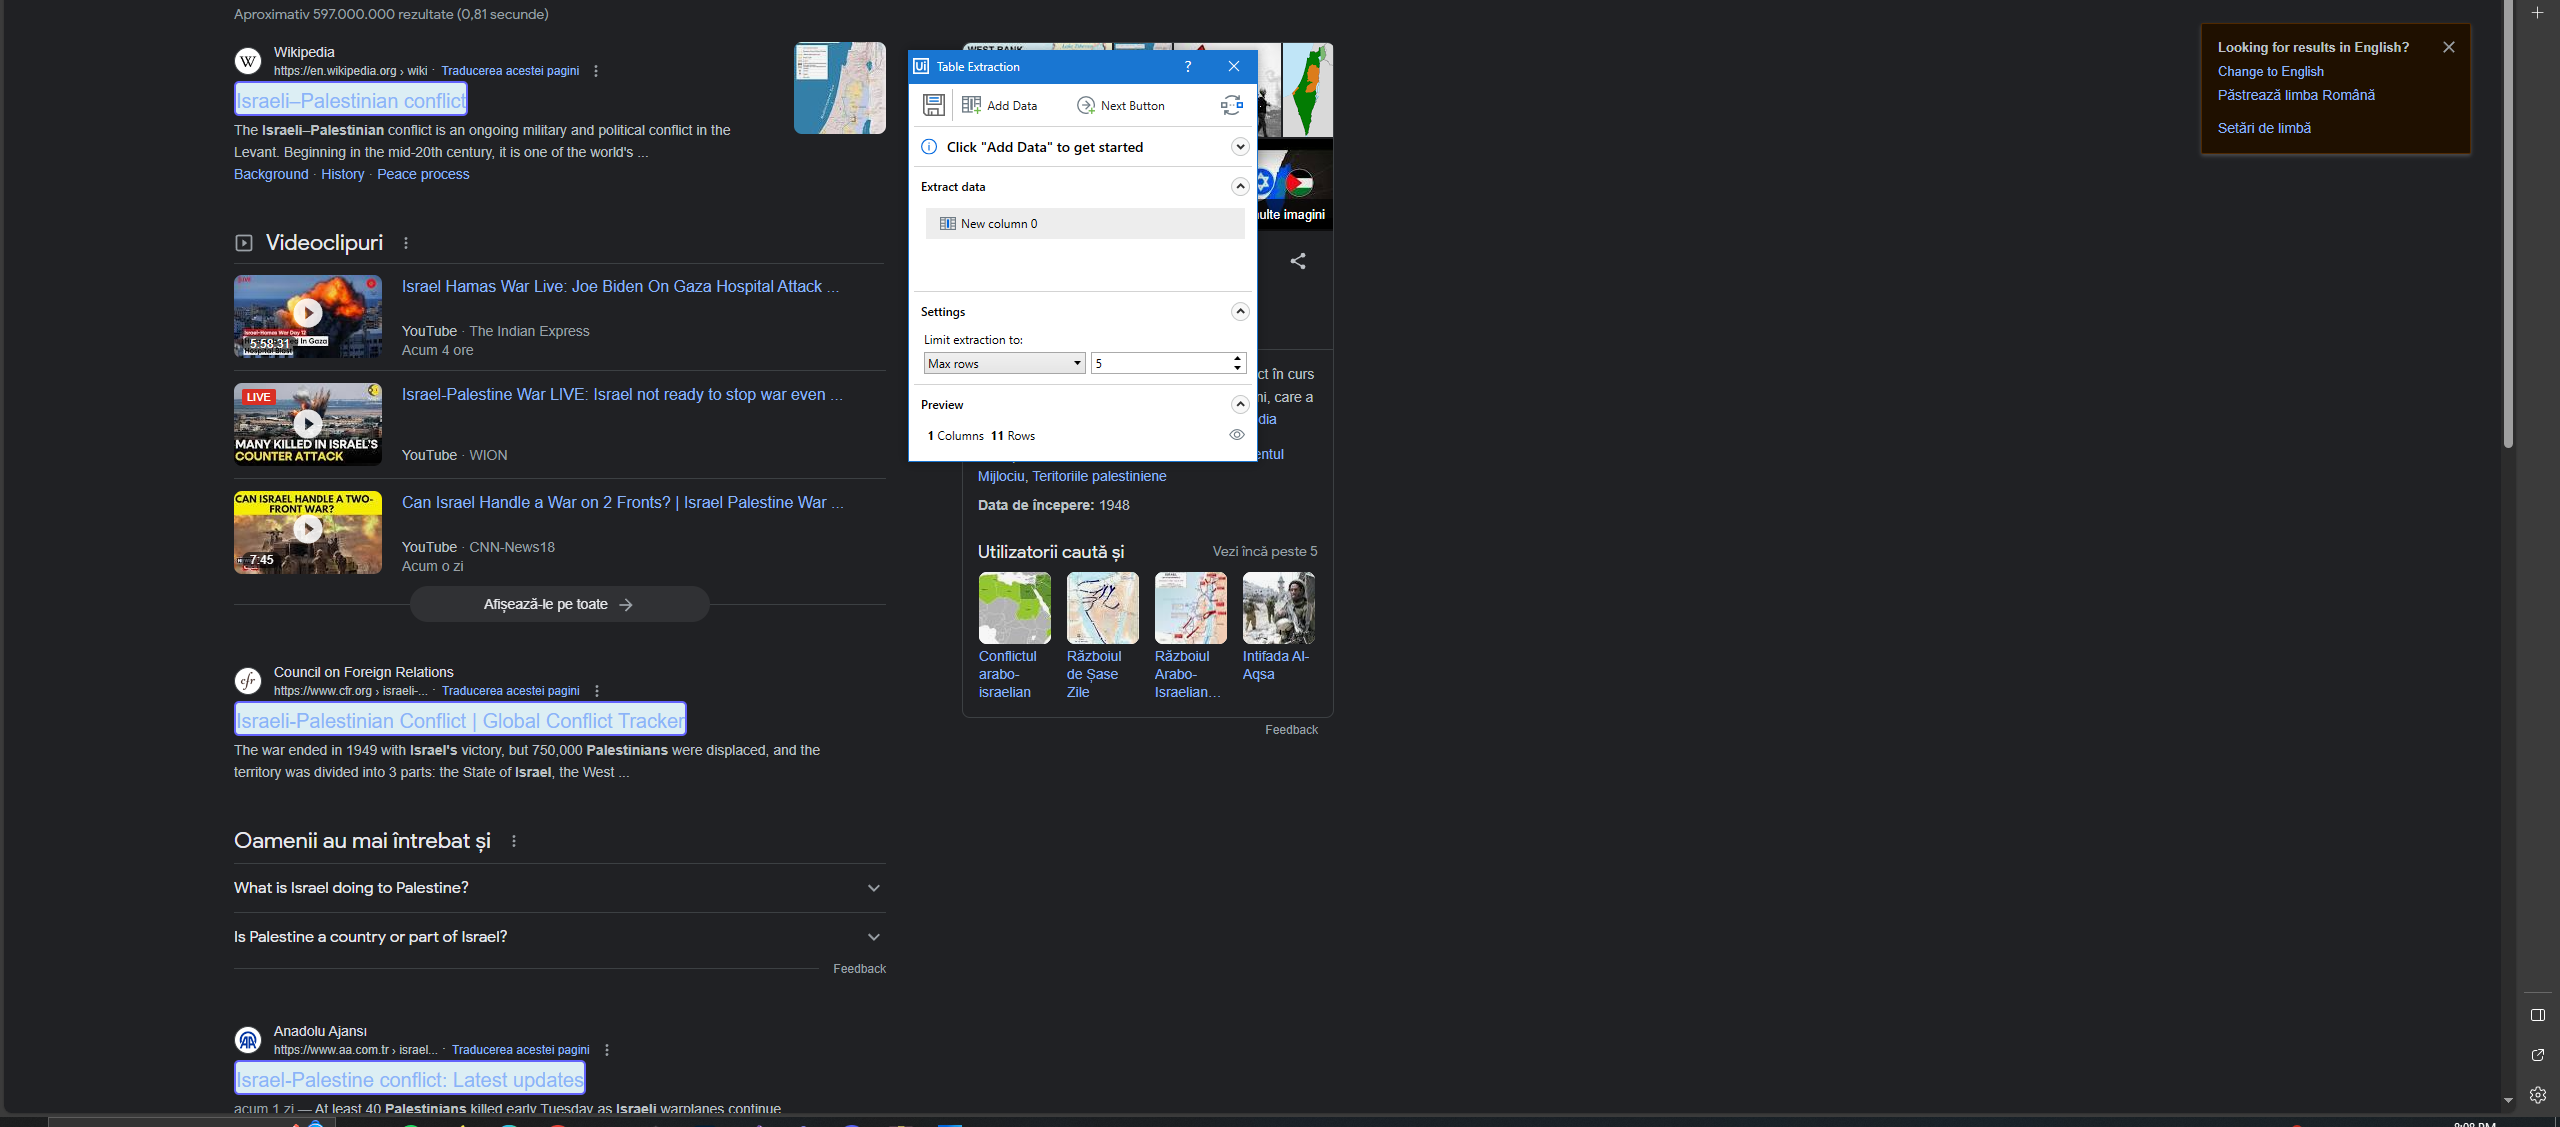 Aproximativ 597.000.000 rezultate (0,81 secunde)
Wikipedia
https://en.wikipedia.org › wiki · Traducerea acestei pagini
Israeli–Palestinian conflict
The Israeli–Palestinian conflict is an ongoing military and political conflict in the
Levant. Beginning in the mid-20th century, it is one of the world's ...
Background · History · Peace process
Videoclipuri
Israel Hamas War Live: Joe Biden On Gaza Hospital Attack ...
5:58:31
YouTube · The Indian Express
Acum 4 ore
Israel-Palestine War LIVE: Israel not ready to stop war even ...
LIVE
MANY KILLED IN ISRAEL'S
COUNTER ATTACK
YouTube · WION
Can Israel Handle a War on 2 Fronts? | Israel Palestine War ...
CAN ISRAEL HANDLE A TWO-
FRONT WAR?
7:45
YouTube · CNN-News18
Acum o zi
Afișează-le pe toate
Council on Foreign Relations
https://www.cfr.org › israeli-... · Traducerea acestei pagini
Israeli-Palestinian Conflict | Global Conflict Tracker
The war ended in 1949 with Israel's victory, but 750,000 Palestinians were displaced, and the
territory was divided into 3 parts: the State of Israel, the West ...
Oamenii au mai întrebat și
What is Israel doing to Palestine?
Is Palestine a country or part of Israel?
Feedback
Anadolu Ajansı
https://www.aa.com.tr › israel... · Traducerea acestei pagini
Israel-Palestine conflict: Latest updates
acum 1 zi — At least 40 Palestinians killed early Tuesday as Israeli warplanes continue
WEST BANK
Ui Table Extraction
?
Add Data
Next Button
Click "Add Data" to get started
Extract data
New column 0
Settings
Limit extraction to:
Max rows
5
Preview
1 Columns 11 Rows
ulte imagini
ct în curs
ni, care a
dia
entul
Mijlociu, Teritoriile palestiniene
Data de începere: 1948
Utilizatorii caută și
Vezi încă peste 5
Conflictul
arabo-
israelian
Războiul
de Șase
Zile
Războiul
Arabo-
Israelian...
Intifada Al-
Aqsa
Feedback
Looking for results in English?
Change to English
Păstrează limba Română
Setări de limbă